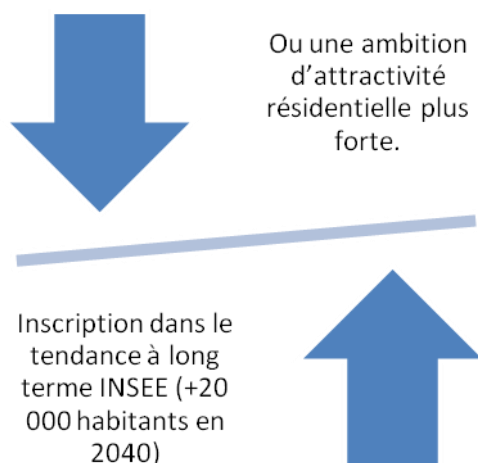 Ou une ambition
d'attractivité
résidentielle plus
forte.
Inscription dans le
tendance à long
terme INSEE (+20
000 habitants en
2040)